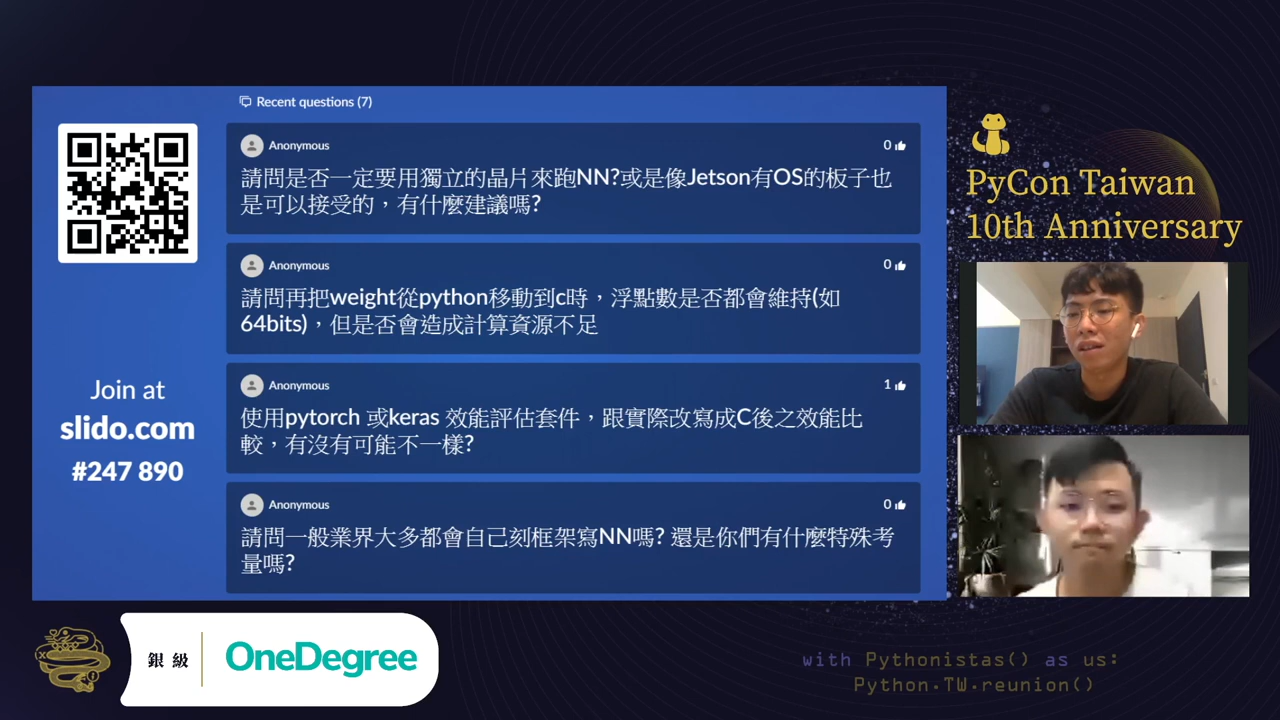 Recent questions (7)
Anonymous
0
請問是否一定要用獨立的晶片來跑NN?或是像Jetson有OS的板子也
是可以接受的，有什麼建議嗎?
Anonymous
0
請問再把weight從python移動到c時，浮點數是否都會維持(如
64bits)，但是否會造成計算資源不足
Anonymous
1
使用pytorch 或keras 效能評估套件，跟實際改寫成C後之效能比
較，有沒有可能不一樣?
Anonymous
0
請問一般業界大多都會自己刻框架寫NN嗎? 還是你們有什麼特殊考
量嗎?
Join at
slido.com
#247 890
PyCon Taiwan
10th Anniversary
銀級
OneDegree
with Pythonistas() as us:
Python.TW.reunion()